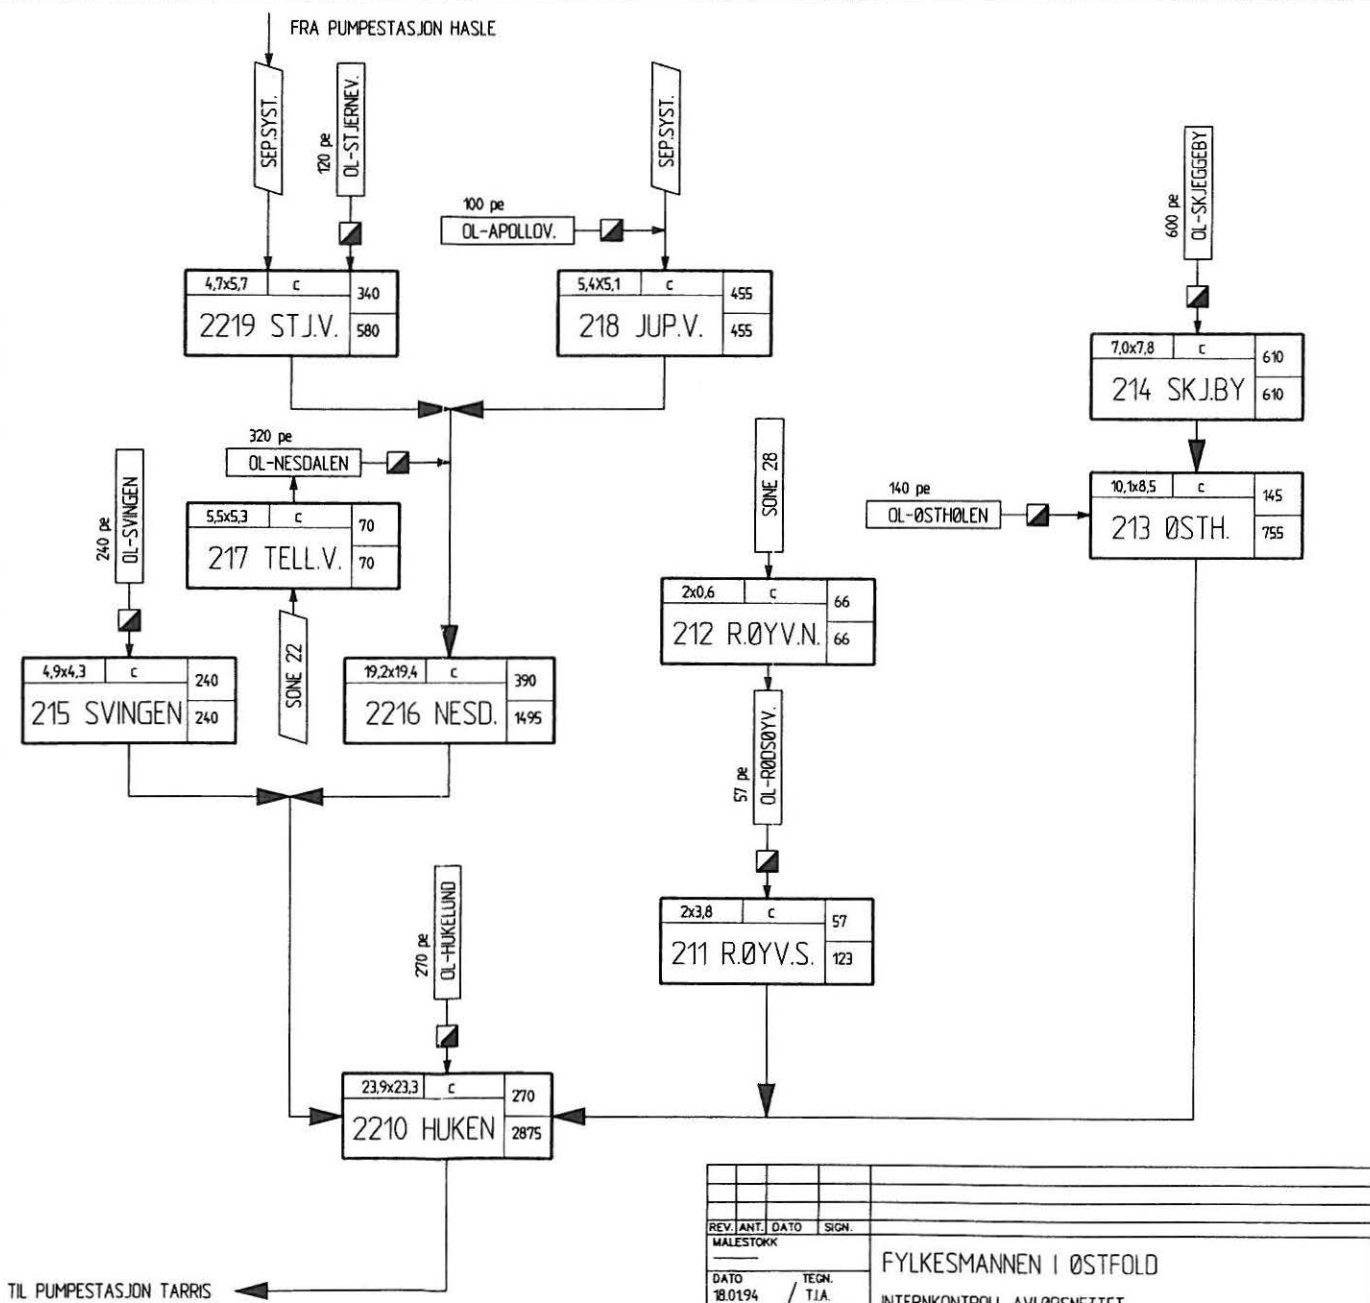 FRA PUMPESTASJON HASLE
SEP.SYST.
120 pe
OL-STJERNEV.
SEP.SYST.
100 pe
OL-APOLLOV.
600 pe
OL-SKJEGGEBY
4,7x5,7 C 340
2219 STJ.V. 580
5,4X5,1 C 455
218 JUP.V. 455
7,0x7,8 C 610
214 SKJ.BY 610
320 pe
OL-NESDALEN
240 pe
OL-SVINGEN
SONE 28
140 pe
OL-ØSTHØLEN
10,1x8,5 C 145
213 ØSTH. 755
5,5x5,3 C 70
217 TELL.V. 70
SONE 22
2x0,6 C 66
212 R.ØYV.N. 66
4,9x4,3 C 240
215 SVINGEN 240
19,2x19,4 C 390
2216 NESD. 1495
57 pe
OL-RØDSØYV.
270 pe
OL-HUKELUND
2x3,8 C 57
211 R.ØYV.S. 123
23,9x23,3 C 270
2210 HUKEN 2875
TIL PUMPESTASJON TARRIS
REV. ANT. DATO SIGN.
MALESTOKK
DATO TEGN.
18.01.94 / T.I.A.
FYLKESMANNEN I ØSTFOLD
INTERNKONTROLL AVLØPSNETTET